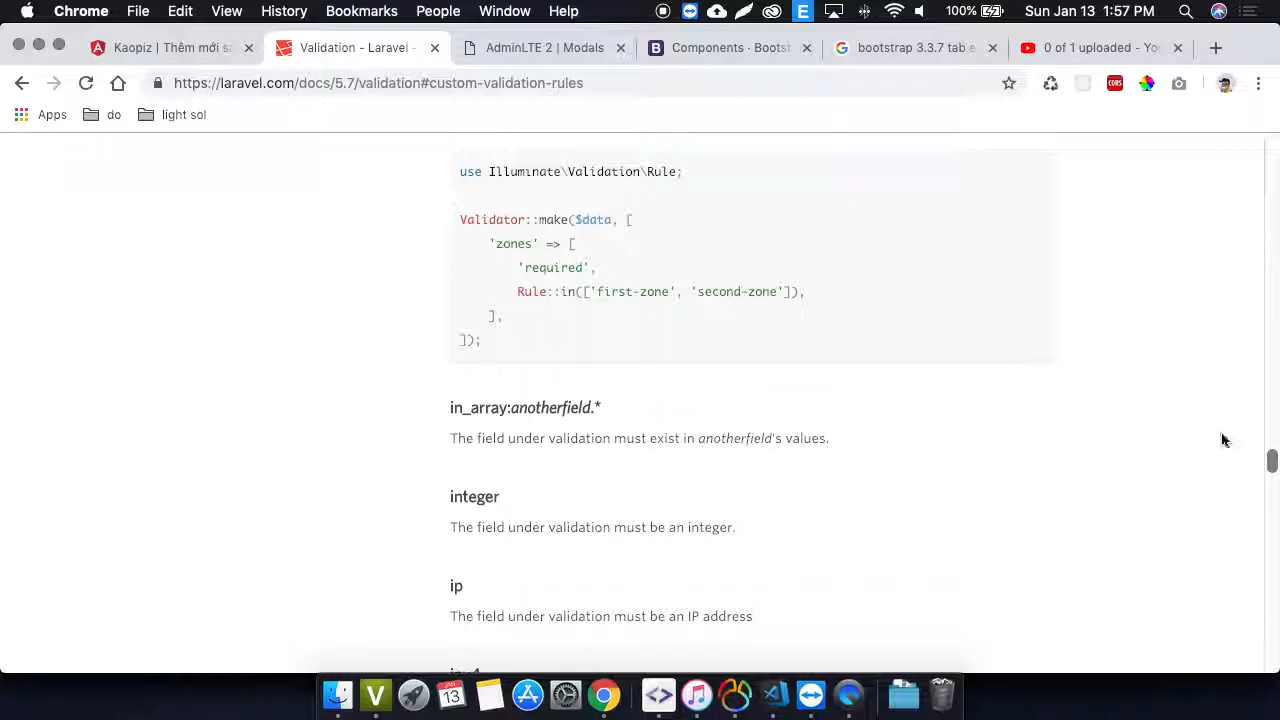 Chrome File Edit View History Bookmarks People Window Help 100% Sun Jan 13 1:57 PM
Kaopiz | Thêm mới s
Validation - Laravel -
AdminLTE 2 | Modals
Components · Boots
bootstrap 3.3.7 tab e
0 of 1 uploaded - Yo
https://laravel.com/docs/5.7/validation#custom-validation-rules
CORS
Apps do light sol
use Illuminate\Validation\Rule;
Validator::make($data, [
'zones' => [
'required',
Rule::in(['first-zone', 'second-zone']),
],
]);
in_array:anotherfield.*
The field under validation must exist in anotherfield's values.
integer
The field under validation must be an integer.
ip
The field under validation must be an IP address
JAN
13